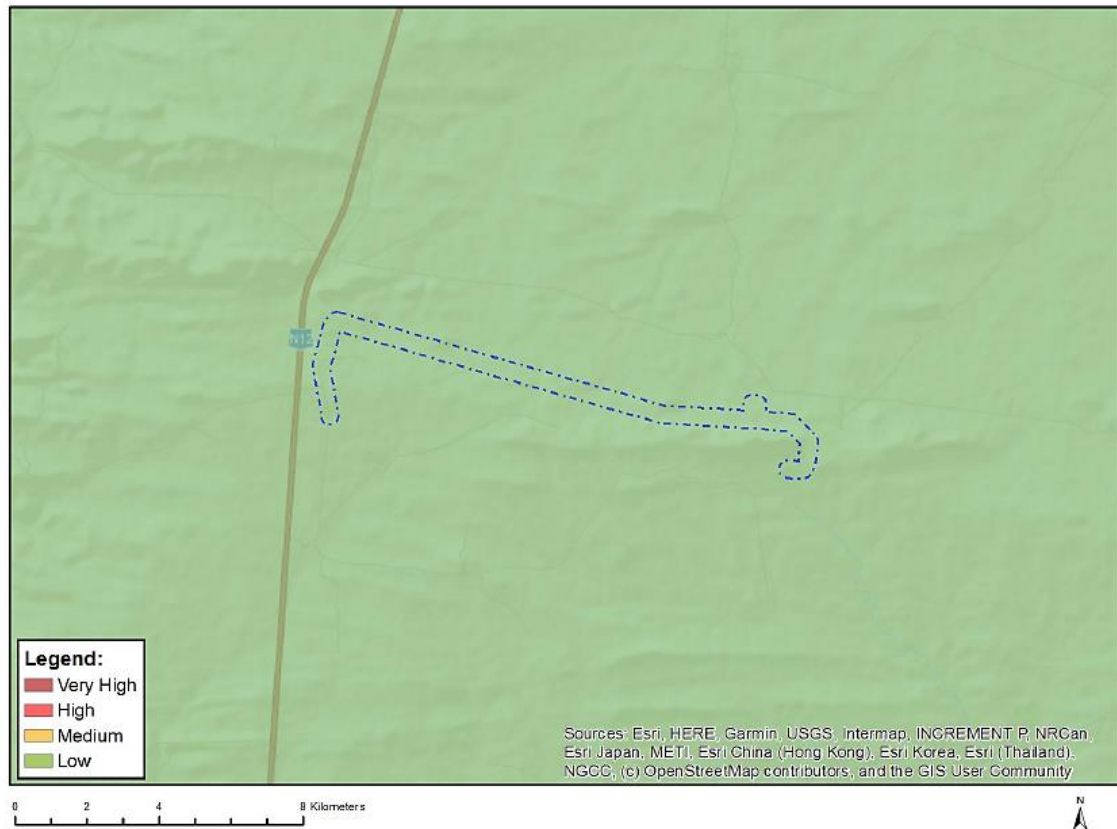 N12
Legend:
Very High
High
Medium
Low
Sources: Esri, HERE, Garmin, USGS, Intermap, INCREMENT P, NRCan,
Esri Japan, METI, Esri China (Hong Kong), Esri Korea, Esri (Thailand),
NGCC, (c) OpenStreetMap contributors, and the GIS User Community
0 2 4 8 Kilometers
N